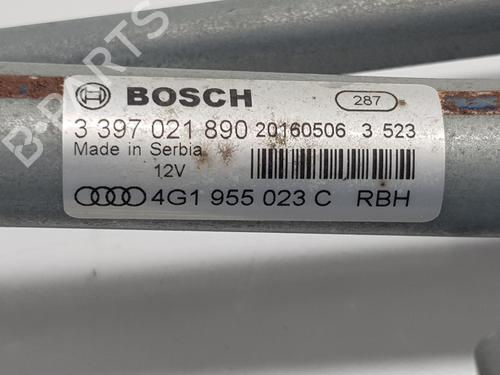 BOSCH
287
3 397 021 890 20160506 3 523
Made in Serbia
12V
4G1 955 023 C RBH
B-PARTS